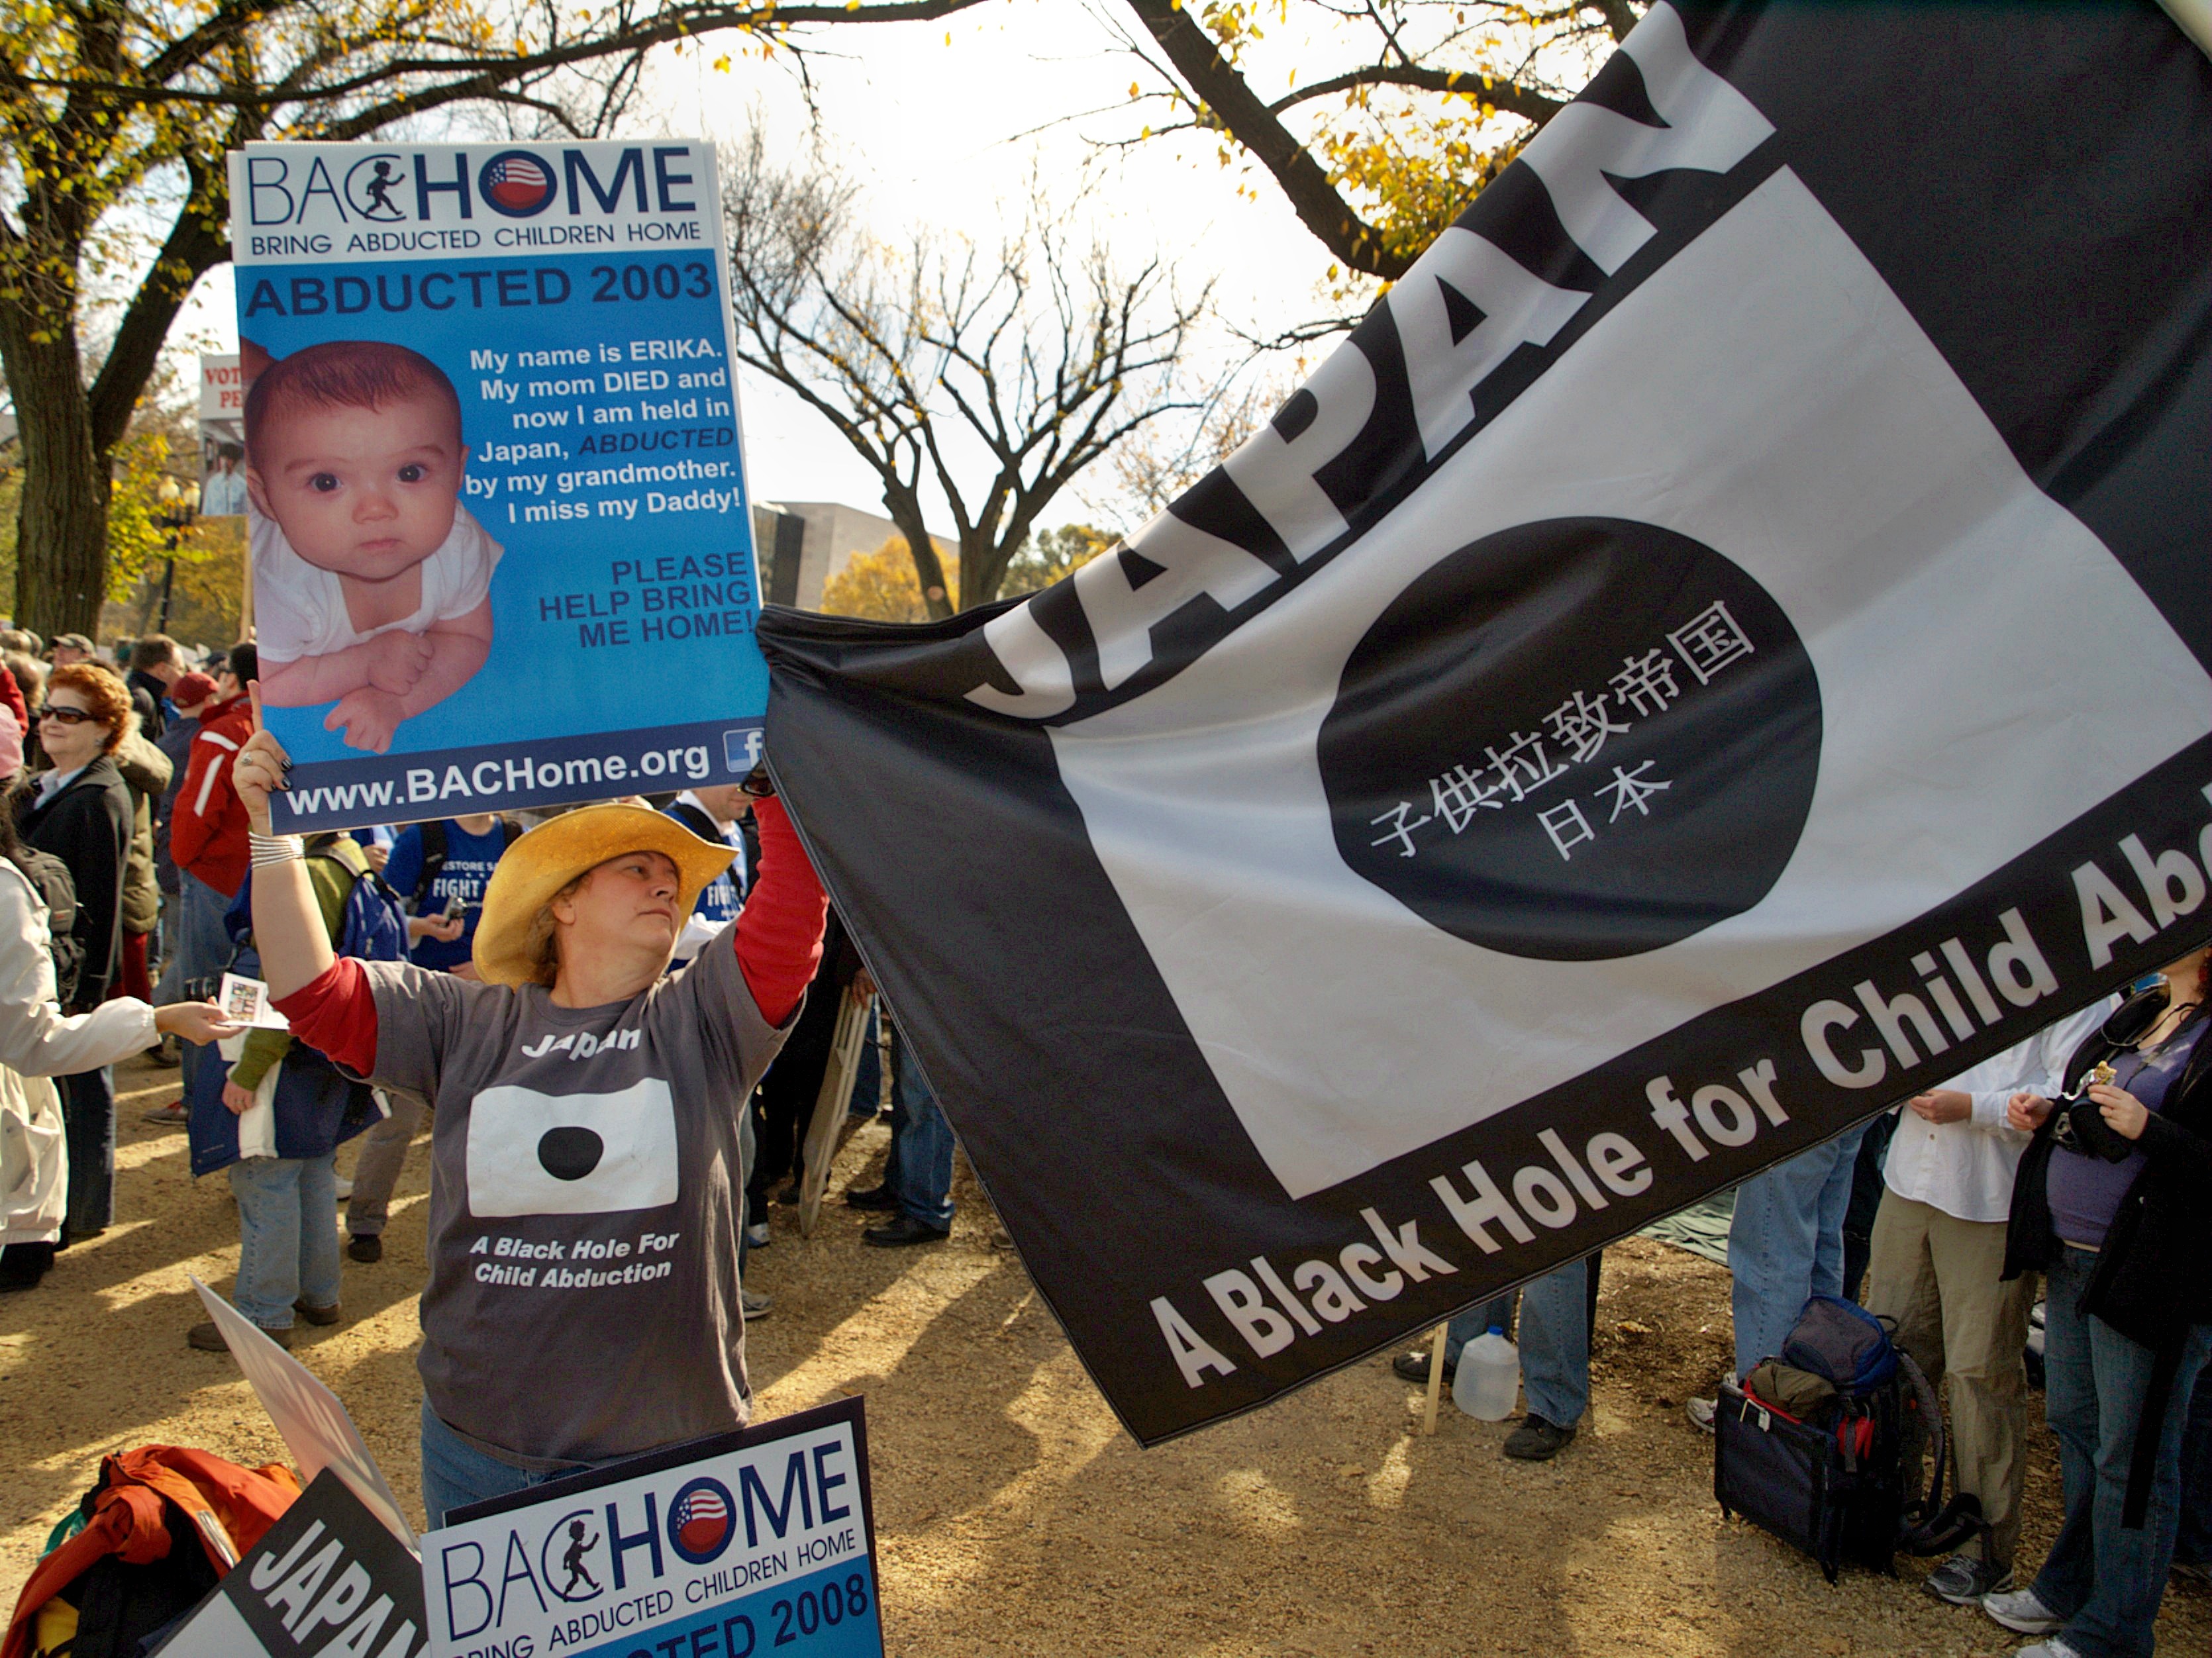 BACHOME
BRING ABDUCTED CHILDREN HOME
ABDUCTED 2003
My name is ERIKA.
My mom DIED and
now I am held in
Japan, ABDUCTED
by my grandmother.
I miss my Daddy!
PLEASE
HELP BRING
ME HOME!
www.BACHome.org f
JAPAN
子供拉致帝国
日本
A Black Hole for Child
Japan
A Black Hole For
Child Abduction
FIGHT
JAPAN
BACHOME
ABDUCTED CHILDREN HOME
2008